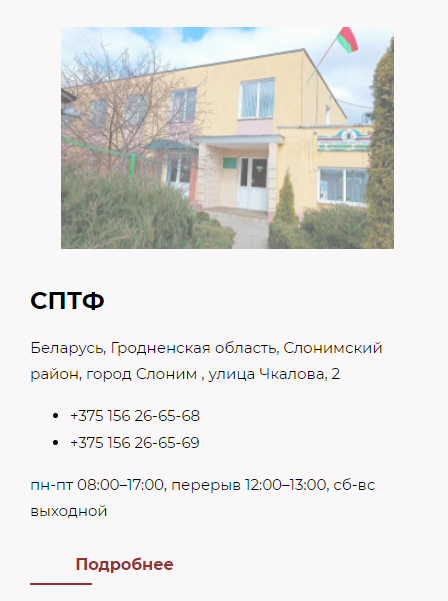 СПТФ
Беларусь, Гродненская область, Слонимский
район, город Слоним , улица Чкалова, 2
+375 156 26-65-68
+375 156 26-65-69
пн-пт 08:00–17:00, перерыв 12:00–13:00, сб-вс
выходной
Подробнее